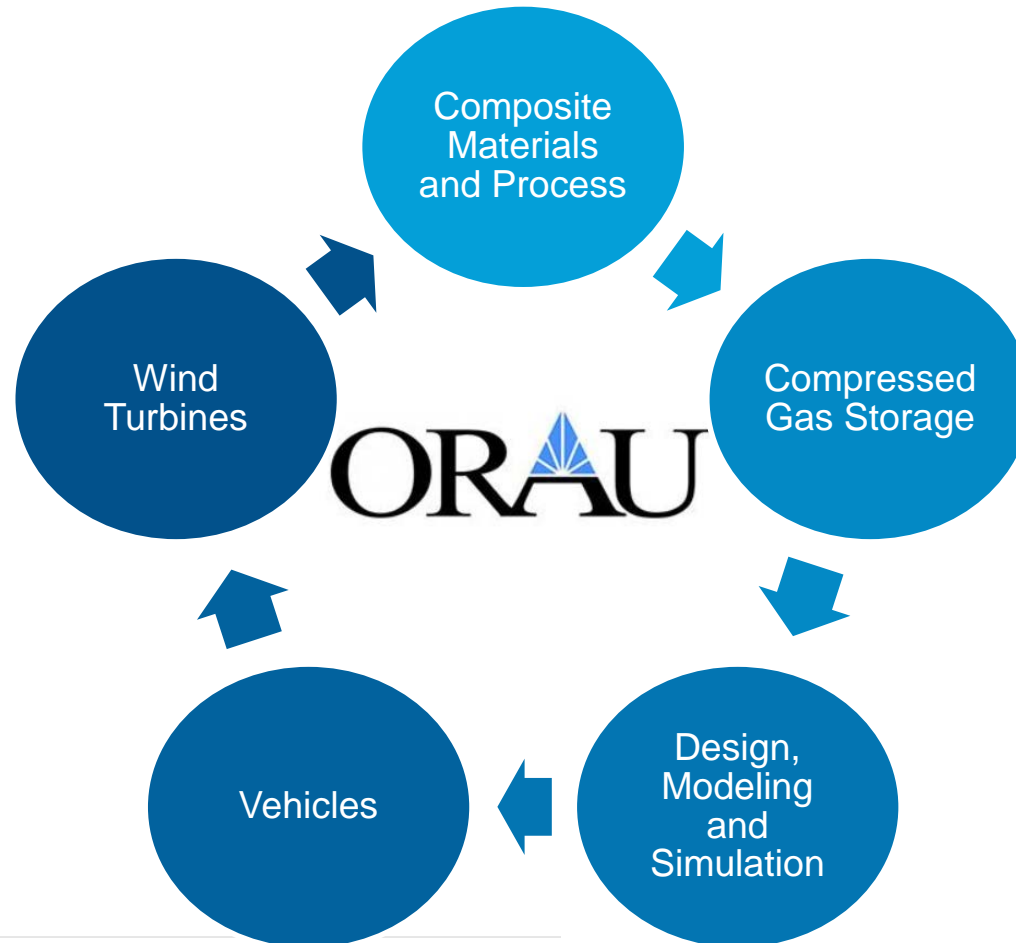 Composite
Materials
and Process
Wind
Turbines
Compressed
Gas Storage
ORAU
Vehicles
Design,
Modeling
and
Simulation